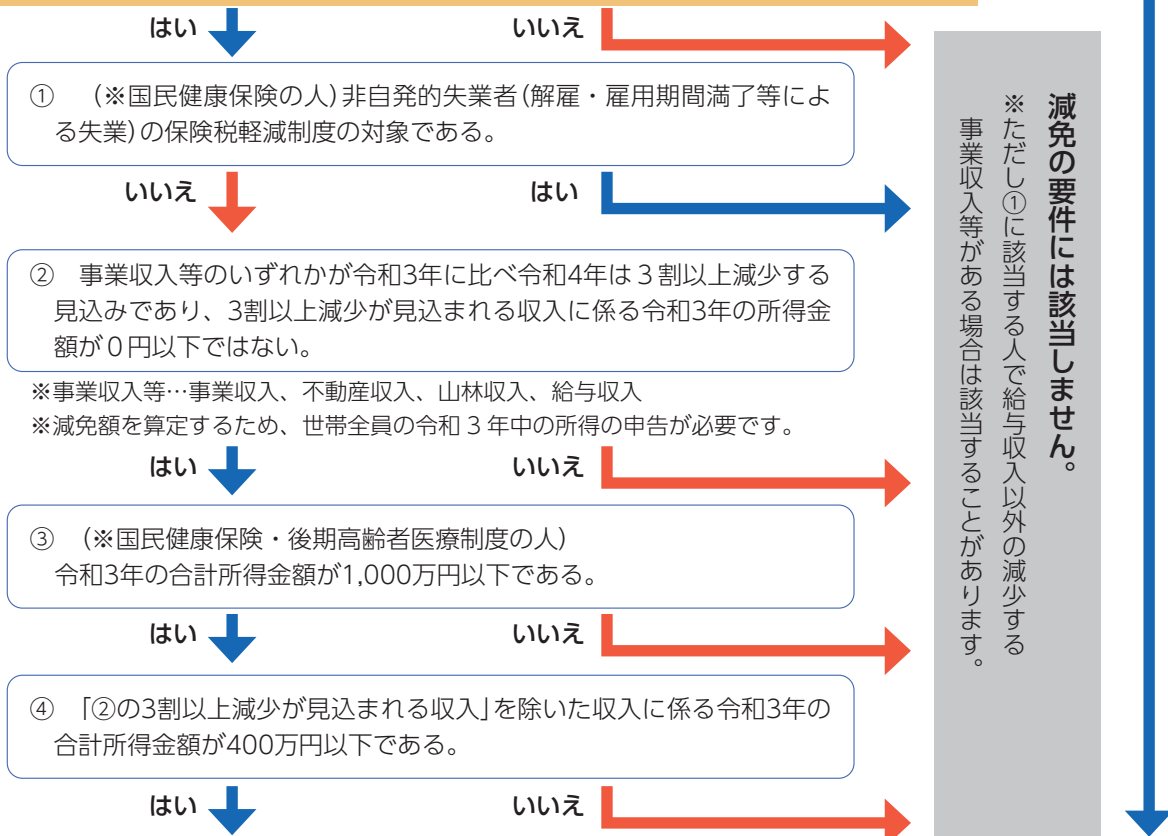 はい
いいえ
① (※国民健康保険の人)非自発的失業者(解雇・雇用期間満了等によ
る失業)の保険税軽減制度の対象である。
いいえ
はい
② 事業収入等のいずれかが令和3年に比べ令和4年は３割以上減少する
見込みであり、3割以上減少が見込まれる収入に係る令和3年の所得金
額が０円以下ではない。
※事業収入等…事業収入、不動産収入、山林収入、給与収入
※減免額を算定するため、世帯全員の令和３年中の所得の申告が必要です。
はい
いいえ
③ (※国民健康保険・後期高齢者医療制度の人)
令和3年の合計所得金額が1,000万円以下である。
はい
いいえ
④ 「②の3割以上減少が見込まれる収入」を除いた収入に係る令和3年の
合計所得金額が400万円以下である。
はい
いいえ
減免の要件には該当しません。
※ただし①に該当する人で給与収入以外の減少する
事業収入等がある場合は該当することがあります。